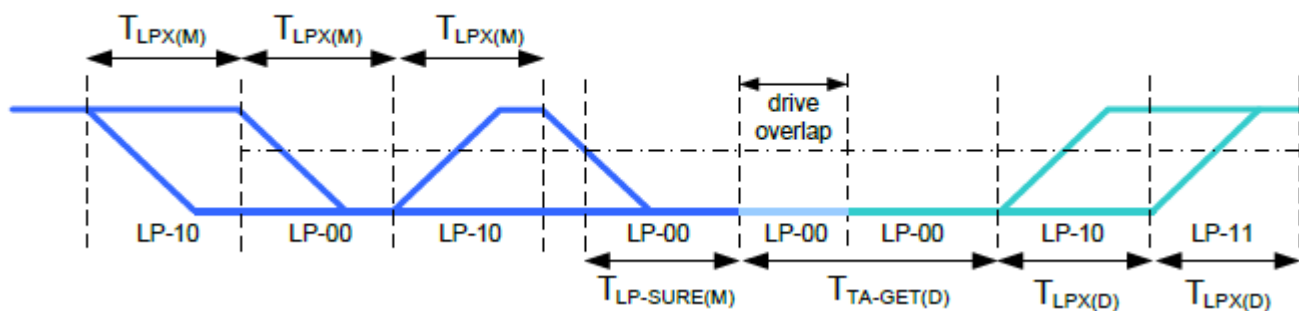 TLPX(M) TLPX(M) TLPX(M)
drive
overlap
LP-10 LP-00 LP-10 LP-00 LP-00 LP-00 LP-10 LP-11
TLP-SURE(M) TTA-GET(D) TLPX(D) TLPX(D)